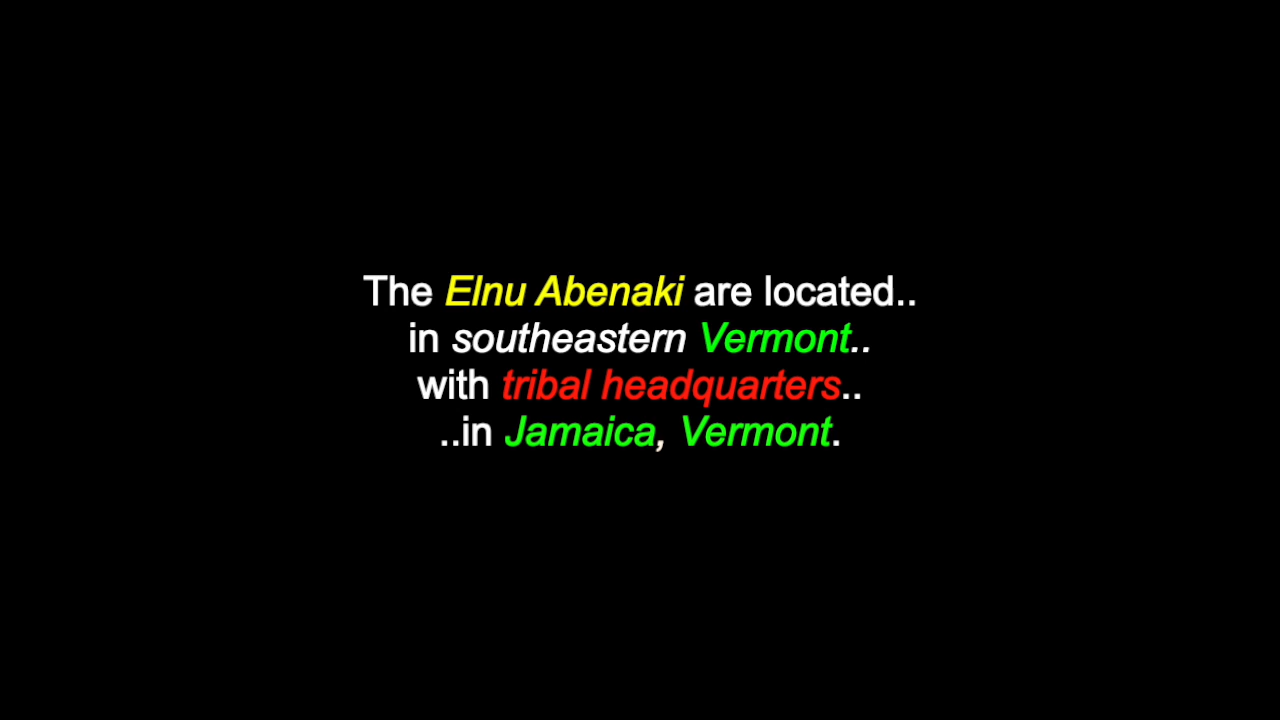 The Elnu Abenaki are located..
in southeastern Vermont..
with tribal headquarters..
..in Jamaica, Vermont.